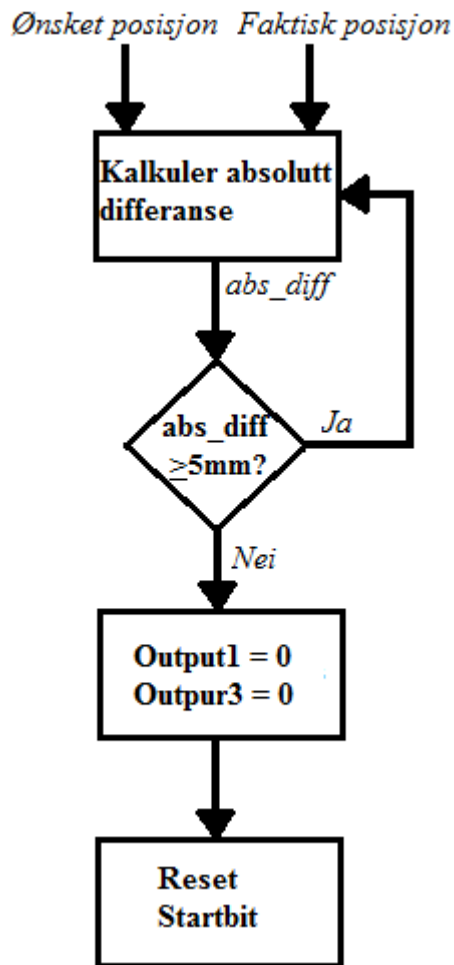 Ønsket posisjon Faktisk posisjon
Kalkuler absolutt
differanse
abs_diff
abs_diff
≥5mm?
Ja
Nei
Output1 = 0
Outpur3 = 0
Reset
Startbit